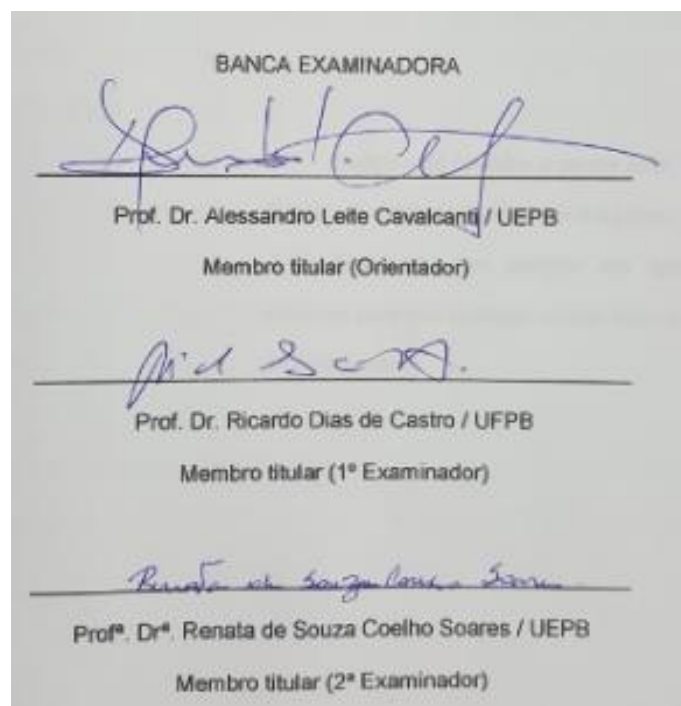 BANCA EXAMINADORA
Prof. Dr. Alessandro Leite Cavalcanti / UEPB
Membro titular (Orientador)
Prof. Dr. Ricardo Dias de Castro / UFPB
Membro titular (1º Examinador)
Renata de Souza Coelho Soares
Profª. Drª. Renata de Souza Coelho Soares / UEPB
Membro titular (2ª Examinador)